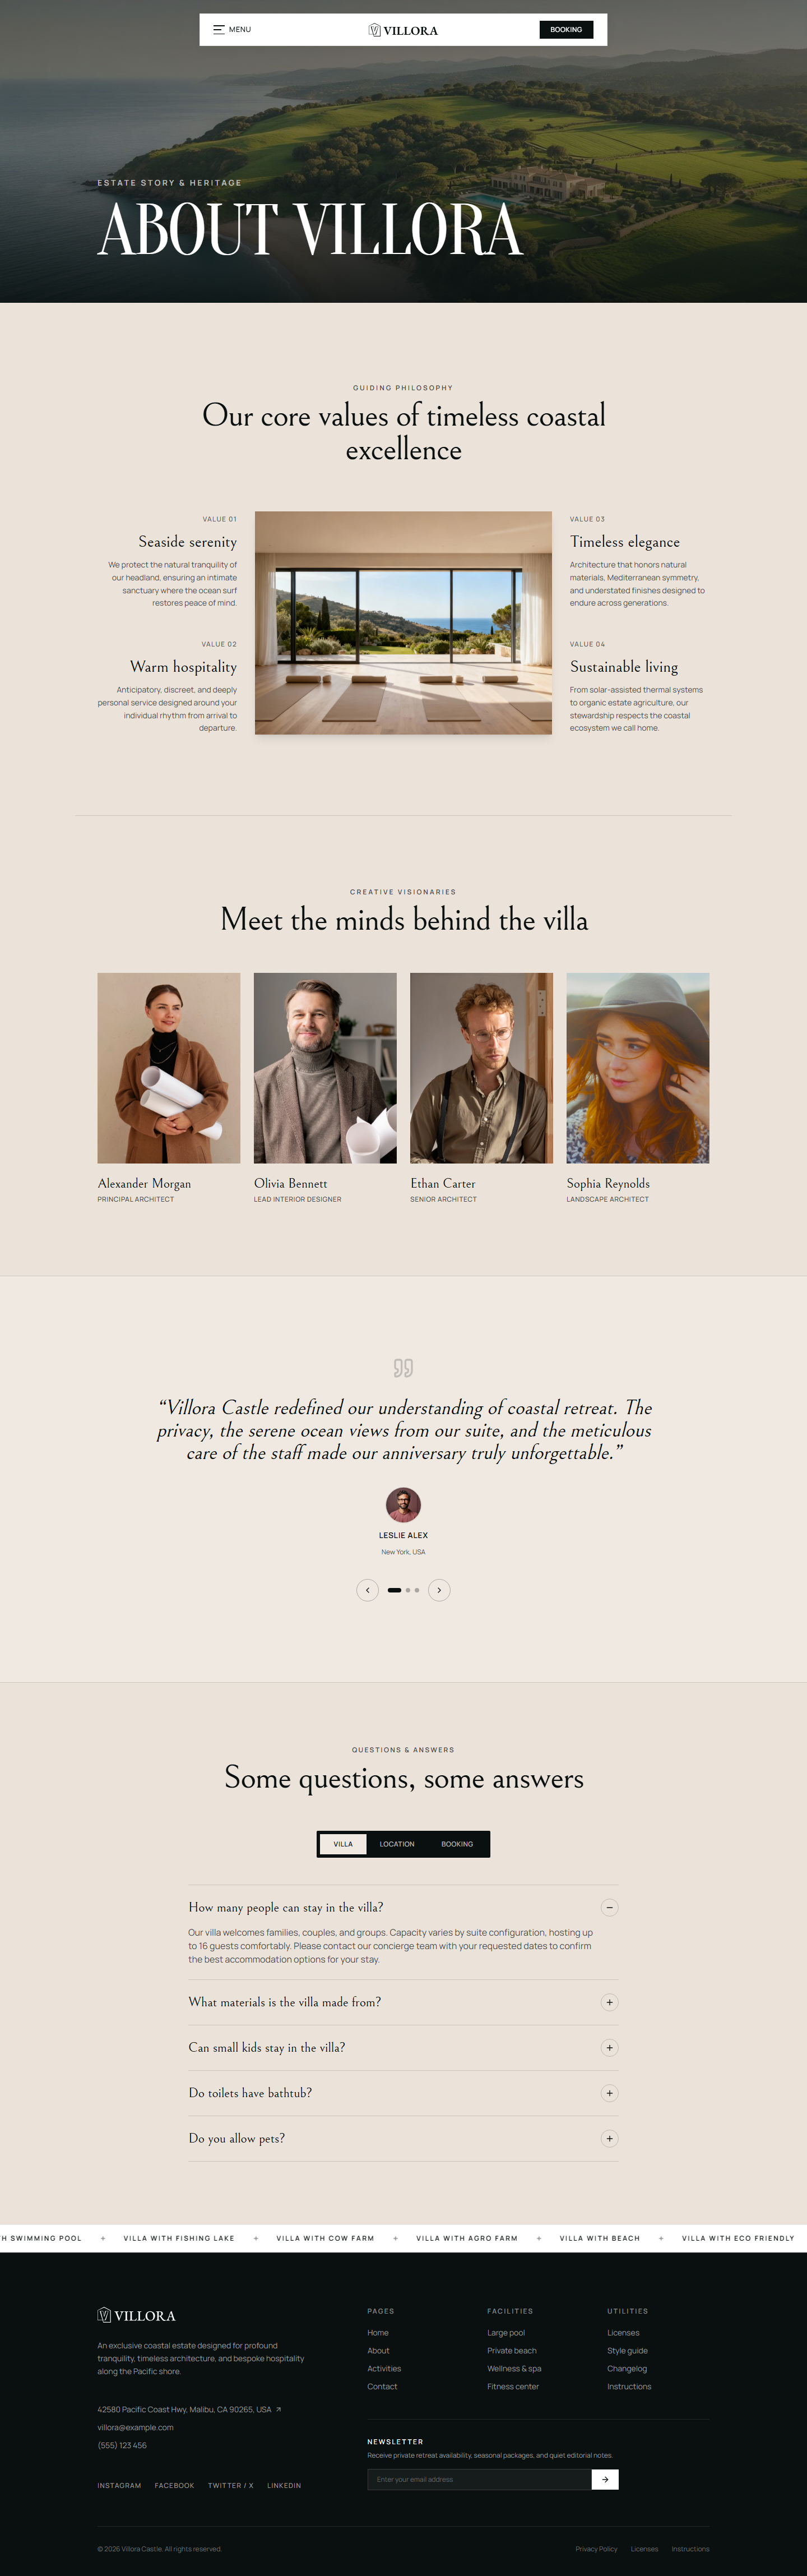 MENU
VILLORA
BOOKING
ESTATE STORY & HERITAGE
ABOUT VILLORA
GUIDING PHILOSOPHY
Our core values of timeless coastal
excellence
VALUE 01
Seaside serenity
We protect the natural tranquility of
our headland, ensuring an intimate
sanctuary where the ocean surf
restores peace of mind.
VALUE 02
Warm hospitality
Anticipatory, discreet, and deeply
personal service designed around your
individual rhythm from arrival to
departure.
VALUE 03
Timeless elegance
Architecture that honors natural
materials, Mediterranean symmetry,
and understated finishes designed to
endure across generations.
VALUE 04
Sustainable living
From solar-assisted thermal systems
to organic estate agriculture, our
stewardship respects the coastal
ecosystem we call home.
CREATIVE VISIONARIES
Meet the minds behind the villa
Alexander Morgan
PRINCIPAL ARCHITECT
Olivia Bennett
LEAD INTERIOR DESIGNER
Ethan Carter
SENIOR ARCHITECT
Sophia Reynolds
LANDSCAPE ARCHITECT
“Villora Castle redefined our understanding of coastal retreat. The
privacy, the serene ocean views from our suite, and the meticulous
care of the staff made our anniversary truly unforgettable.”
LESLIE ALEX
New York, USA
QUESTIONS & ANSWERS
Some questions, some answers
VILLA
LOCATION
BOOKING
How many people can stay in the villa?
Our villa welcomes families, couples, and groups. Capacity varies by suite configuration, hosting up
to 16 guests comfortably. Please contact our concierge team with your requested dates to confirm
the best accommodation options for your stay.
What materials is the villa made from?
Can small kids stay in the villa?
Do toilets have bathtub?
Do you allow pets?
H SWIMMING POOL + VILLA WITH FISHING LAKE + VILLA WITH COW FARM + VILLA WITH AGRO FARM + VILLA WITH BEACH + VILLA WITH ECO FRIENDLY
VILLORA
An exclusive coastal estate designed for profound
tranquility, timeless architecture, and bespoke hospitality
along the Pacific shore.
42580 Pacific Coast Hwy, Malibu, CA 90265, USA
villora@example.com
(555) 123 456
INSTAGRAM
FACEBOOK
TWITTER / X
LINKEDIN
PAGES
Home
About
Activities
Contact
FACILITIES
Large pool
Private beach
Wellness & spa
Fitness center
UTILITIES
Licenses
Style guide
Changelog
Instructions
NEWSLETTER
Receive private retreat availability, seasonal packages, and quiet editorial notes.
Enter your email address
© 2026 Villora Castle. All rights reserved.
Privacy Policy
Licenses
Instructions